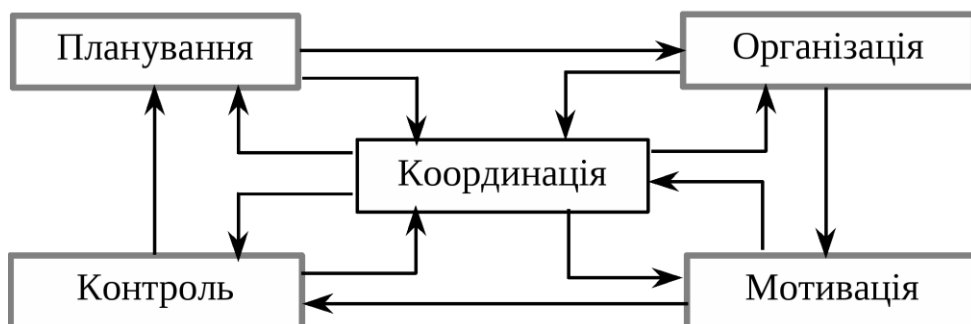 Планування
Організація
Координація
Контроль
Мотивація